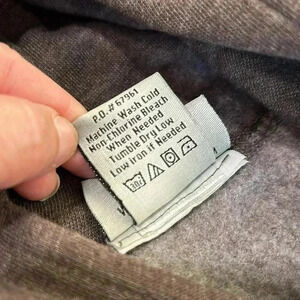 P.O. # 67961
Machine Wash Cold
Non-Chlorine Bleach
When Needed
Tumble Dry Low
Low iron if Needed